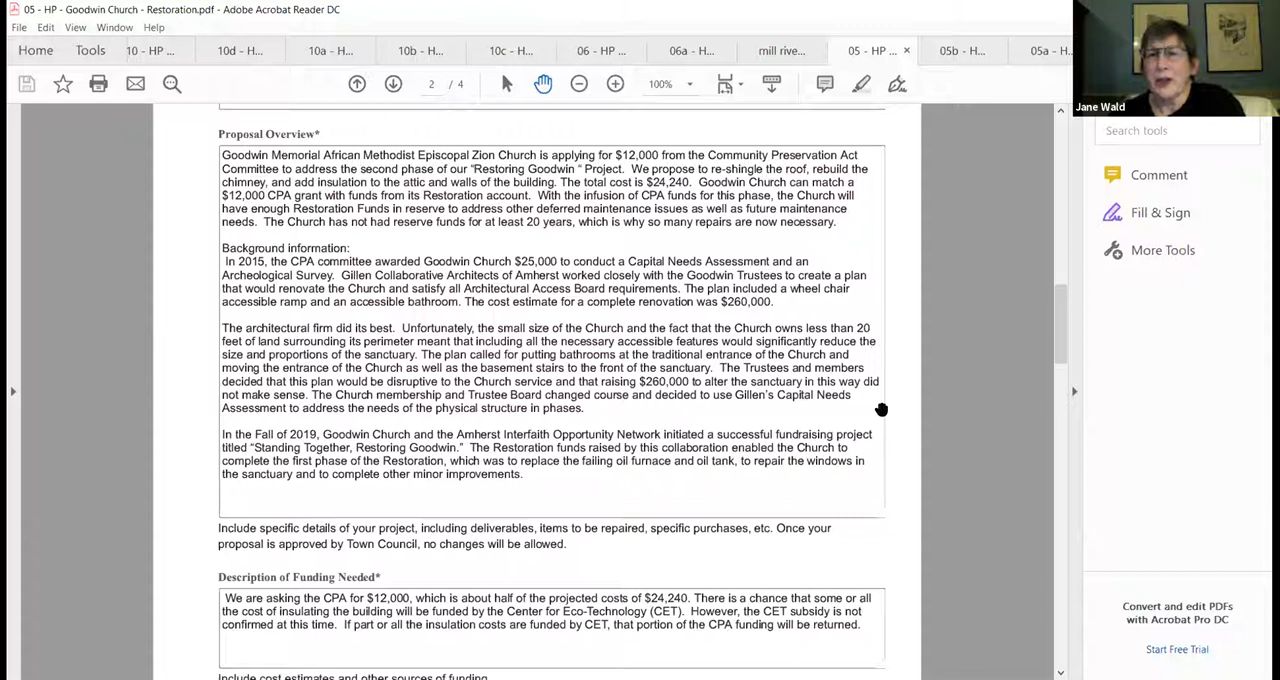 05 - HP - Goodwin Church - Restoration.pdf - Adobe Acrobat Reader DC
File Edit View Window Help
Home Tools 10 - HP ... 10d - H... 10a - H... 10b - H... 10c - H... 06 - HP ... 06a - H... mill rive... 05 - HP ... × 05b - H... 05a - H...
2 / 4 100%
Jane Wald
Search tools
Comment
Fill & Sign
More Tools
Proposal Overview*
Goodwin Memorial African Methodist Episcopal Zion Church is applying for $12,000 from the Community Preservation Act
Committee to address the second phase of our "Restoring Goodwin " Project. We propose to re-shingle the roof, rebuild the
chimney, and add insulation to the attic and walls of the building. The total cost is $24,240. Goodwin Church can match a
$12,000 CPA grant with funds from its Restoration account. With the infusion of CPA funds for this phase, the Church will
have enough Restoration Funds in reserve to address other deferred maintenance issues as well as future maintenance
needs. The Church has not had reserve funds for at least 20 years, which is why so many repairs are now necessary.
Background information:
In 2015, the CPA committee awarded Goodwin Church $25,000 to conduct a Capital Needs Assessment and an
Archeological Survey. Gillen Collaborative Architects of Amherst worked closely with the Goodwin Trustees to create a plan
that would renovate the Church and satisfy all Architectural Access Board requirements. The plan included a wheel chair
accessible ramp and an accessible bathroom. The cost estimate for a complete renovation was $260,000.
The architectural firm did its best. Unfortunately, the small size of the Church and the fact that the Church owns less than 20
feet of land surrounding its perimeter meant that including all the necessary accessible features would significantly reduce the
size and proportions of the sanctuary. The plan called for putting bathrooms at the traditional entrance of the Church and
moving the entrance of the Church as well as the basement stairs to the front of the sanctuary. The Trustees and members
decided that this plan would be disruptive to the Church service and that raising $260,000 to alter the sanctuary in this way did
not make sense. The Church membership and Trustee Board changed course and decided to use Gillen's Capital Needs
Assessment to address the needs of the physical structure in phases.
In the Fall of 2019, Goodwin Church and the Amherst Interfaith Opportunity Network initiated a successful fundraising project
titled "Standing Together, Restoring Goodwin." The Restoration funds raised by this collaboration enabled the Church to
complete the first phase of the Restoration, which was to replace the failing oil furnace and oil tank, to repair the windows in
the sanctuary and to complete other minor improvements.
Include specific details of your project, including deliverables, items to be repaired, specific purchases, etc. Once your
proposal is approved by Town Council, no changes will be allowed.
Description of Funding Needed*
We are asking the CPA for $12,000, which is about half of the projected costs of $24,240. There is a chance that some or all
the cost of insulating the building will be funded by the Center for Eco-Technology (CET). However, the CET subsidy is not
confirmed at this time. If part or all the insulation costs are funded by CET, that portion of the CPA funding will be returned.
Include cost estimates and other sources of funding
Convert and edit PDFs
with Acrobat Pro DC
Start Free Trial